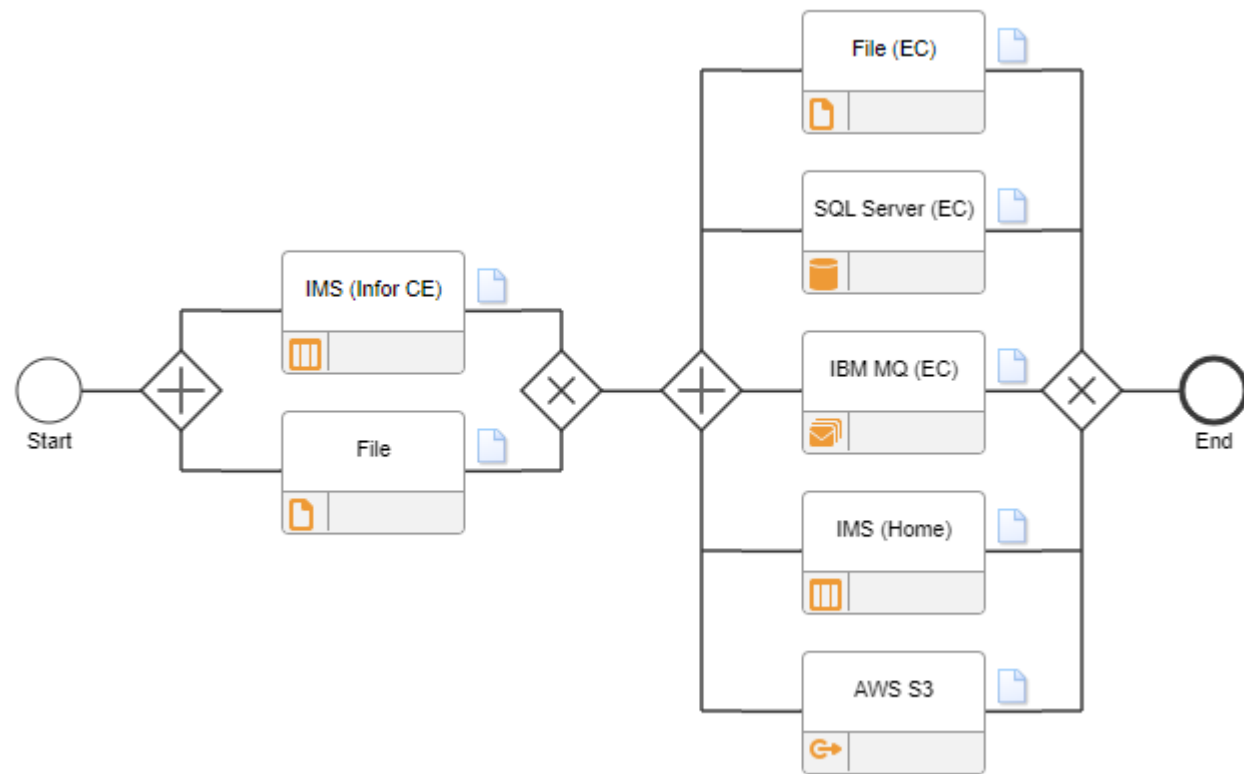 Start
IMS (Infor CE)
File
File (EC)
SQL Server (EC)
IBM MQ (EC)
IMS (Home)
AWS S3
End